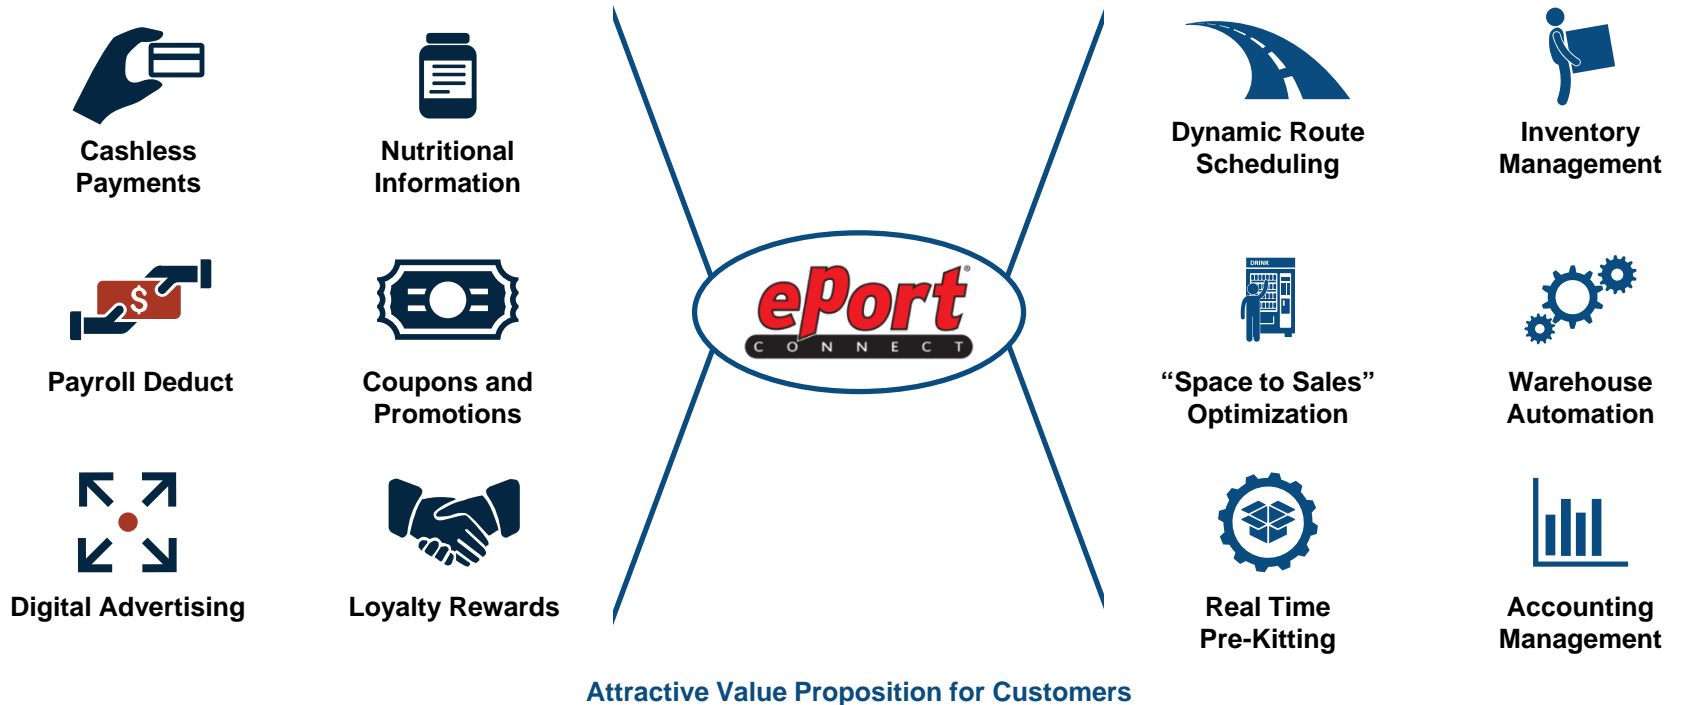 Cashless
Payments
Nutritional
Information
Payroll Deduct
$
Coupons and
Promotions
Digital Advertising
Loyalty Rewards
ePort®
CONNECT
Dynamic Route
Scheduling
Inventory
Management
DRINK
“Space to Sales”
Optimization
Warehouse
Automation
Real Time
Pre-Kitting
Accounting
Management
Attractive Value Proposition for Customers